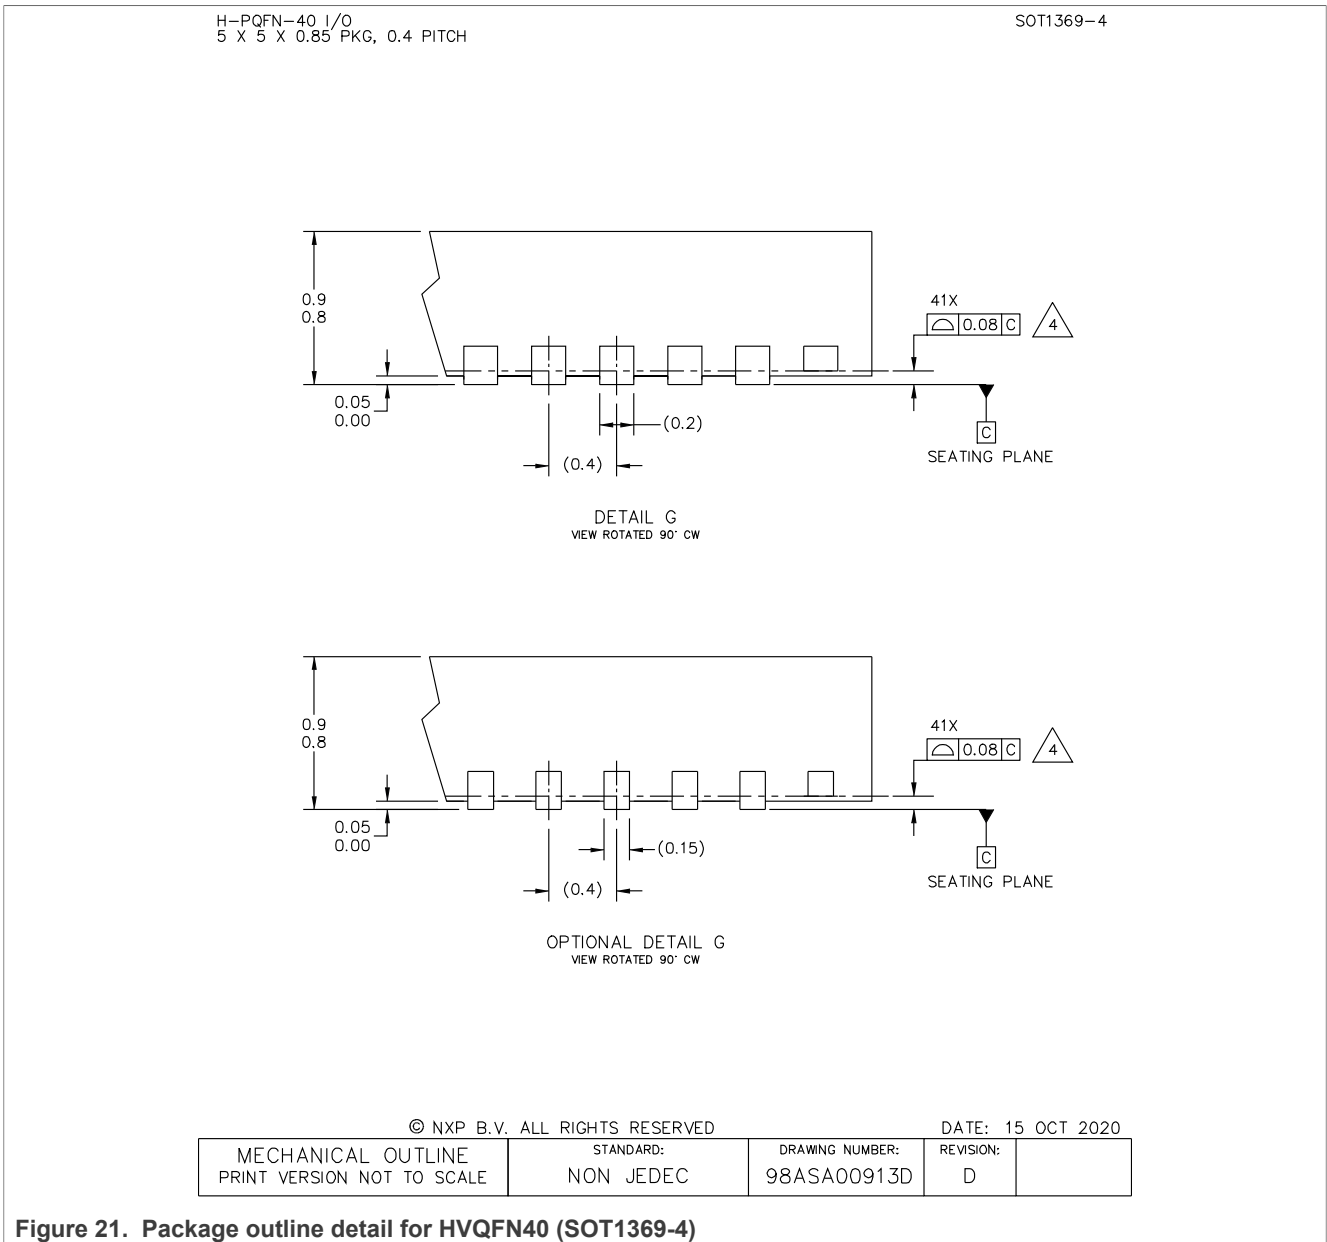 H-PQFN-40 I/O
5 X 5 X 0.85 PKG, 0.4 PITCH
SOT1369-4
0.9
0.8
0.05
0.00
(0.2)
(0.4)
41X
0.08 C
4
C
SEATING PLANE
DETAIL G
VIEW ROTATED 90° CW
0.9
0.8
0.05
0.00
(0.15)
(0.4)
41X
0.08 C
4
C
SEATING PLANE
OPTIONAL DETAIL G
VIEW ROTATED 90° CW
© NXP B.V. ALL RIGHTS RESERVED
DATE: 15 OCT 2020
MECHANICAL OUTLINE
PRINT VERSION NOT TO SCALE
STANDARD:
NON JEDEC
DRAWING NUMBER:
98ASA00913D
REVISION:
D
Figure 21. Package outline detail for HVQFN40 (SOT1369-4)